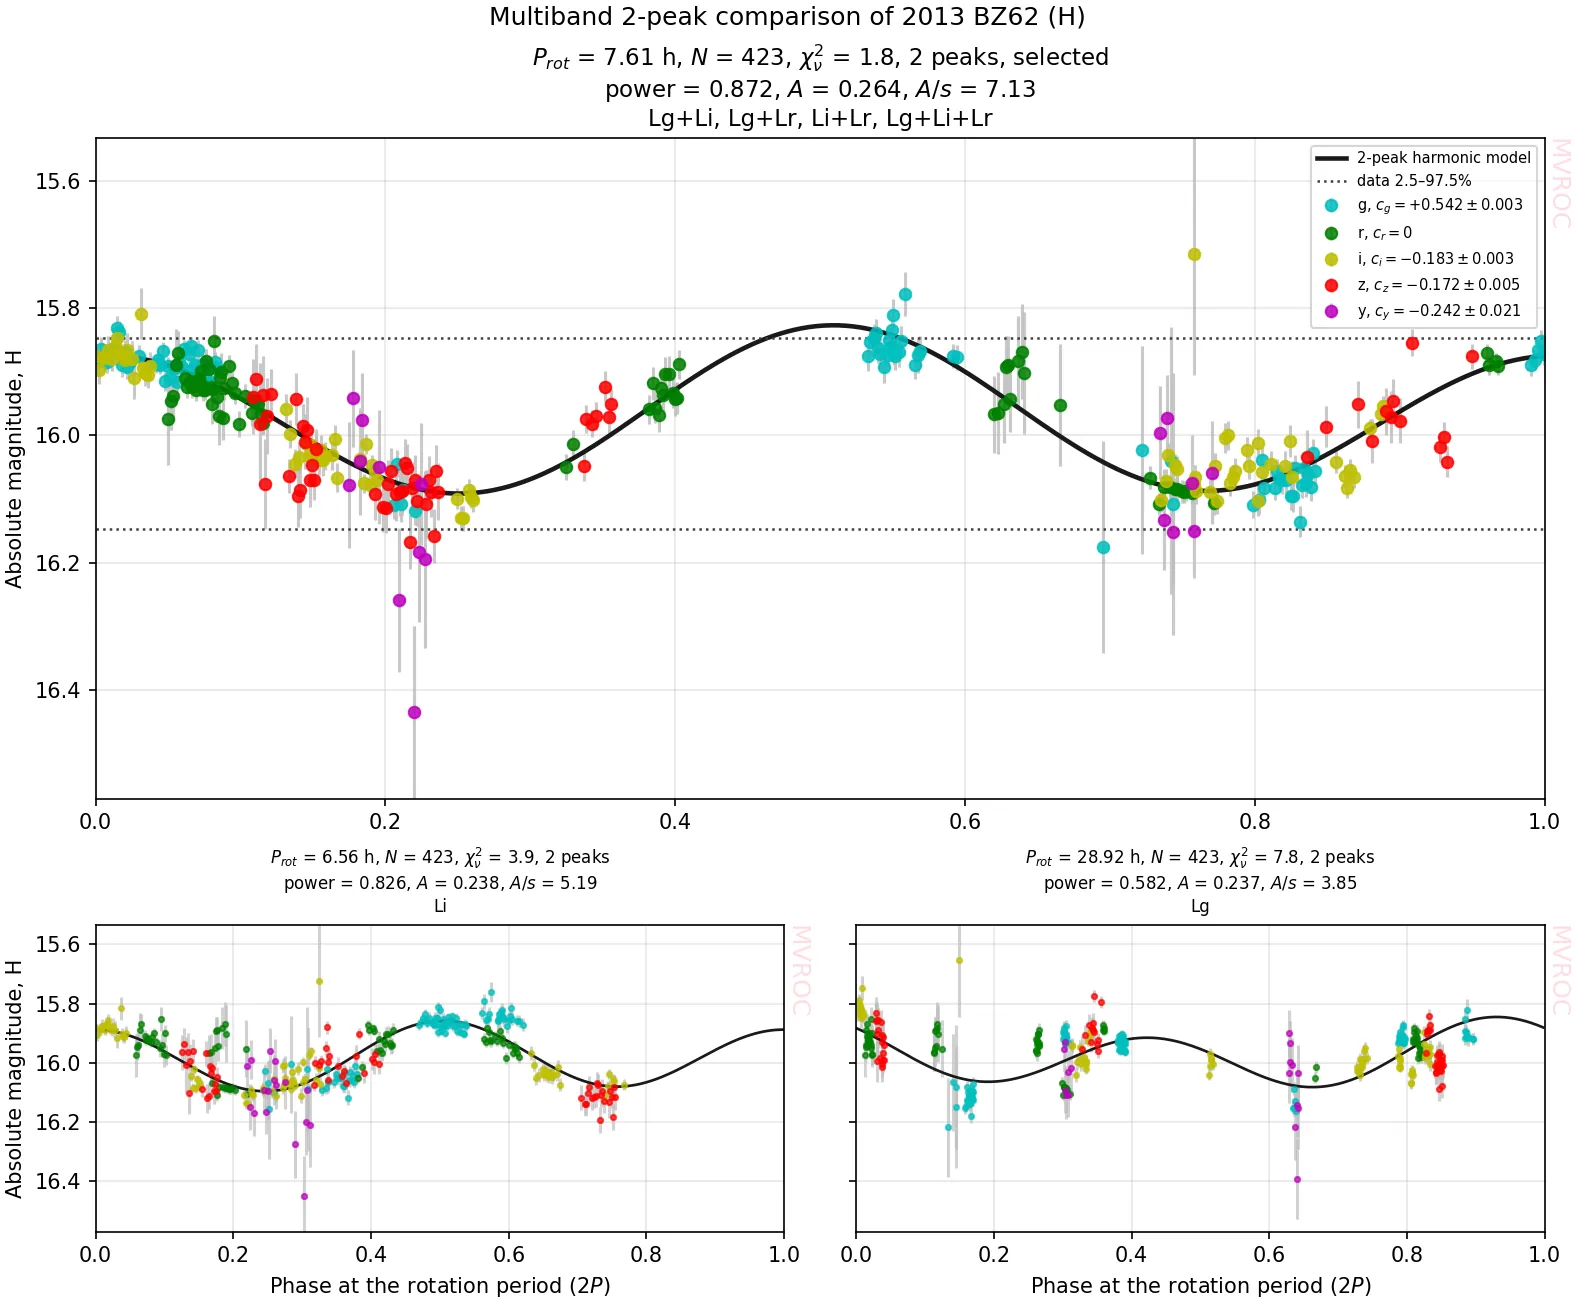 Multiband 2-peak comparison of 2013 BZ62 (H)
P_rot = 7.61 h, N = 423, χ²_ν = 1.8, 2 peaks, selected
power = 0.872, A = 0.264, A/s = 7.13
Lg+Li, Lg+Lr, Li+Lr, Lg+Li+Lr
2-peak harmonic model
data 2.5–97.5%
g, c_g = +0.542 ± 0.003
r, c_r = 0
i, c_i = −0.183 ± 0.003
z, c_z = −0.172 ± 0.005
y, c_y = −0.242 ± 0.021
MVROC
Absolute magnitude, H
15.6
15.8
16.0
16.2
16.4
0.0 0.2 0.4 0.6 0.8 1.0
P_rot = 6.56 h, N = 423, χ²_ν = 3.9, 2 peaks
power = 0.826, A = 0.238, A/s = 5.19
Li
MVROC
Absolute magnitude, H
15.6
15.8
16.0
16.2
16.4
0.0 0.2 0.4 0.6 0.8 1.0
Phase at the rotation period (2P)
P_rot = 28.92 h, N = 423, χ²_ν = 7.8, 2 peaks
power = 0.582, A = 0.237, A/s = 3.85
Lg
MVROC
0.0 0.2 0.4 0.6 0.8 1.0
Phase at the rotation period (2P)